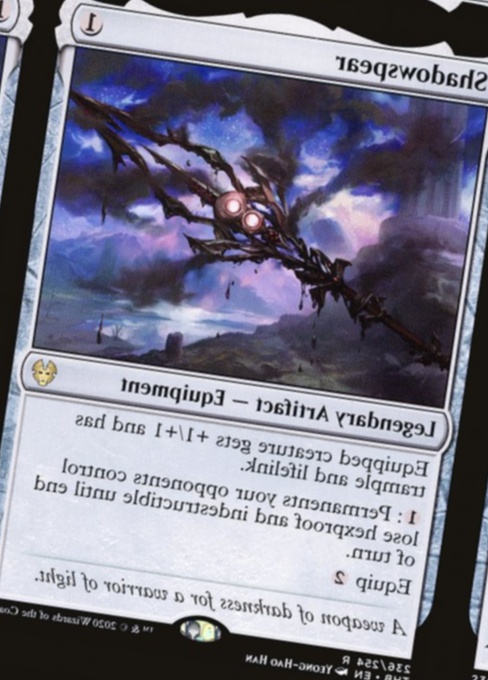 Shadowspear 1
Legendary Artifact — Equipment
Equipped creature gets +1/+1 and has
trample and lifelink.
1 : Permanents your opponents control
lose hexproof and indestructible until end
of turn.
Equip 2
A weapon of darkness for a warrior of light.
236/254 R
THB • EN YEONG-HAO HAN
™ & © 2020 Wizards of the